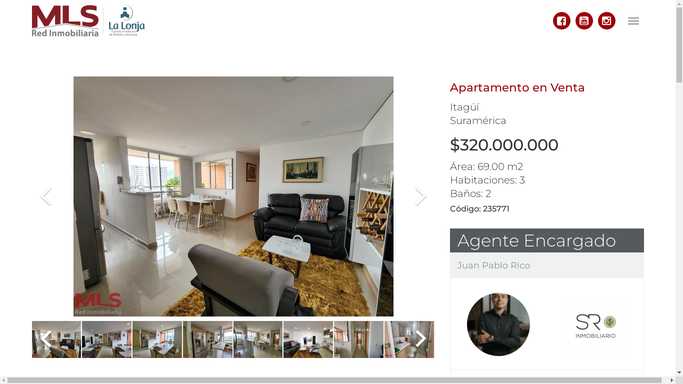 MLS
Red Inmobiliaria
La Lonja
Apartamento en Venta
Itagüí
Suramérica
$320.000.000
Área: 69.00 m2
Habitaciones: 3
Baños: 2
Código: 235771
Agente Encargado
Juan Pablo Rico
MLS
Red Inmobiliaria
SR
INMOBILIARIO